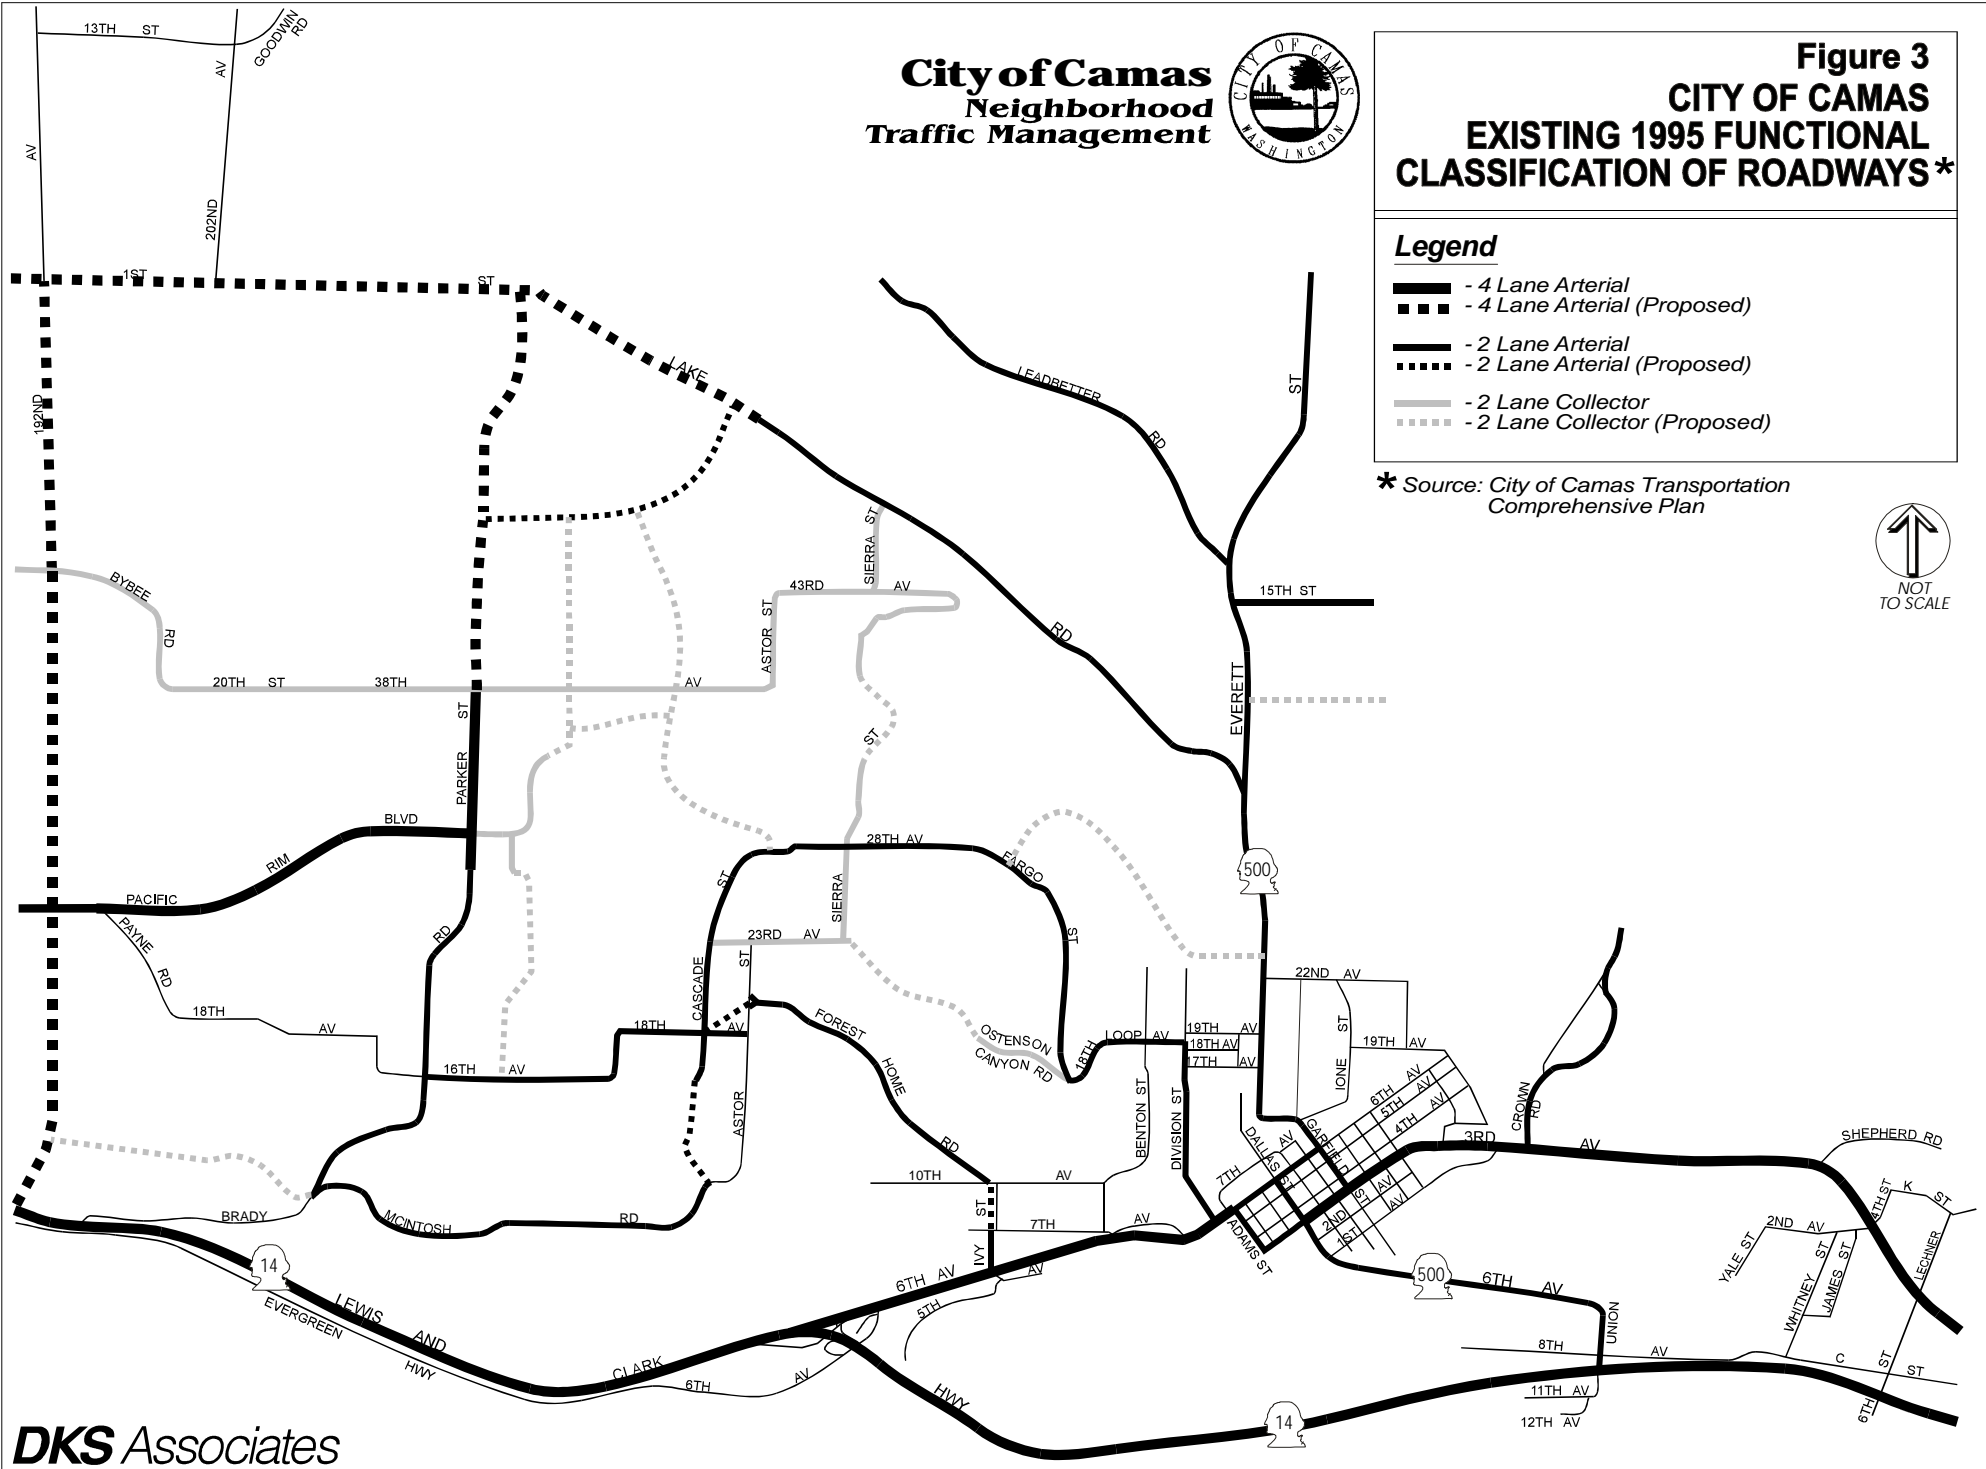 City of Camas
Neighborhood
Traffic Management
CITY OF CAMAS
WASHINGTON
Figure 3
CITY OF CAMAS
EXISTING 1995 FUNCTIONAL
CLASSIFICATION OF ROADWAYS *
Legend
- 4 Lane Arterial
- 4 Lane Arterial (Proposed)
- 2 Lane Arterial
- 2 Lane Arterial (Proposed)
- 2 Lane Collector
- 2 Lane Collector (Proposed)
* Source: City of Camas Transportation
Comprehensive Plan
NOT
TO SCALE
13TH ST
GOODWIN
RD
AV
AV
202ND
1ST ST
192ND
LAKE
RD
LEADBETTER
RD
ST
EVERETT
15TH ST
SIERRA ST
43RD AV
ASTOR ST
BYBEE
RD
20TH ST 38TH AV
PARKER ST
ST
BLVD
RIM
PACIFIC
PAYNE
RD
RD
28TH AV
FARGO
ST
500
ST
CASCADE
SIERRA
23RD AV
ST
22ND AV
18TH AV
18TH AV
FOREST
HOME
RD
OSTENSON
CANYON RD
18TH
LOOP AV
19TH AV
18TH AV
17TH AV
IONE ST
19TH AV
16TH AV
ASTOR
BENTON ST
DIVISION ST
DALLAS ST
GARFIELD
ST
6TH AV
5TH AV
4TH AV
3RD AV
CROWN
RD
SHEPHERD RD
BRADY
MCINTOSH
RD
10TH AV
7TH AV
7TH AV
IVY ST
ADAMS ST
2ND AV
1ST AV
4TH ST
K ST
2ND AV
YALE ST
WHITNEY ST
JAMES ST
LECHNER
ST
14
LEWIS AND
CLARK
HWY
EVERGREEN
HWY
6TH AV
5TH
AV
6TH AV
500
6TH AV
UNION
8TH AV
C ST
11TH AV
12TH AV
6TH
14
DKS Associates